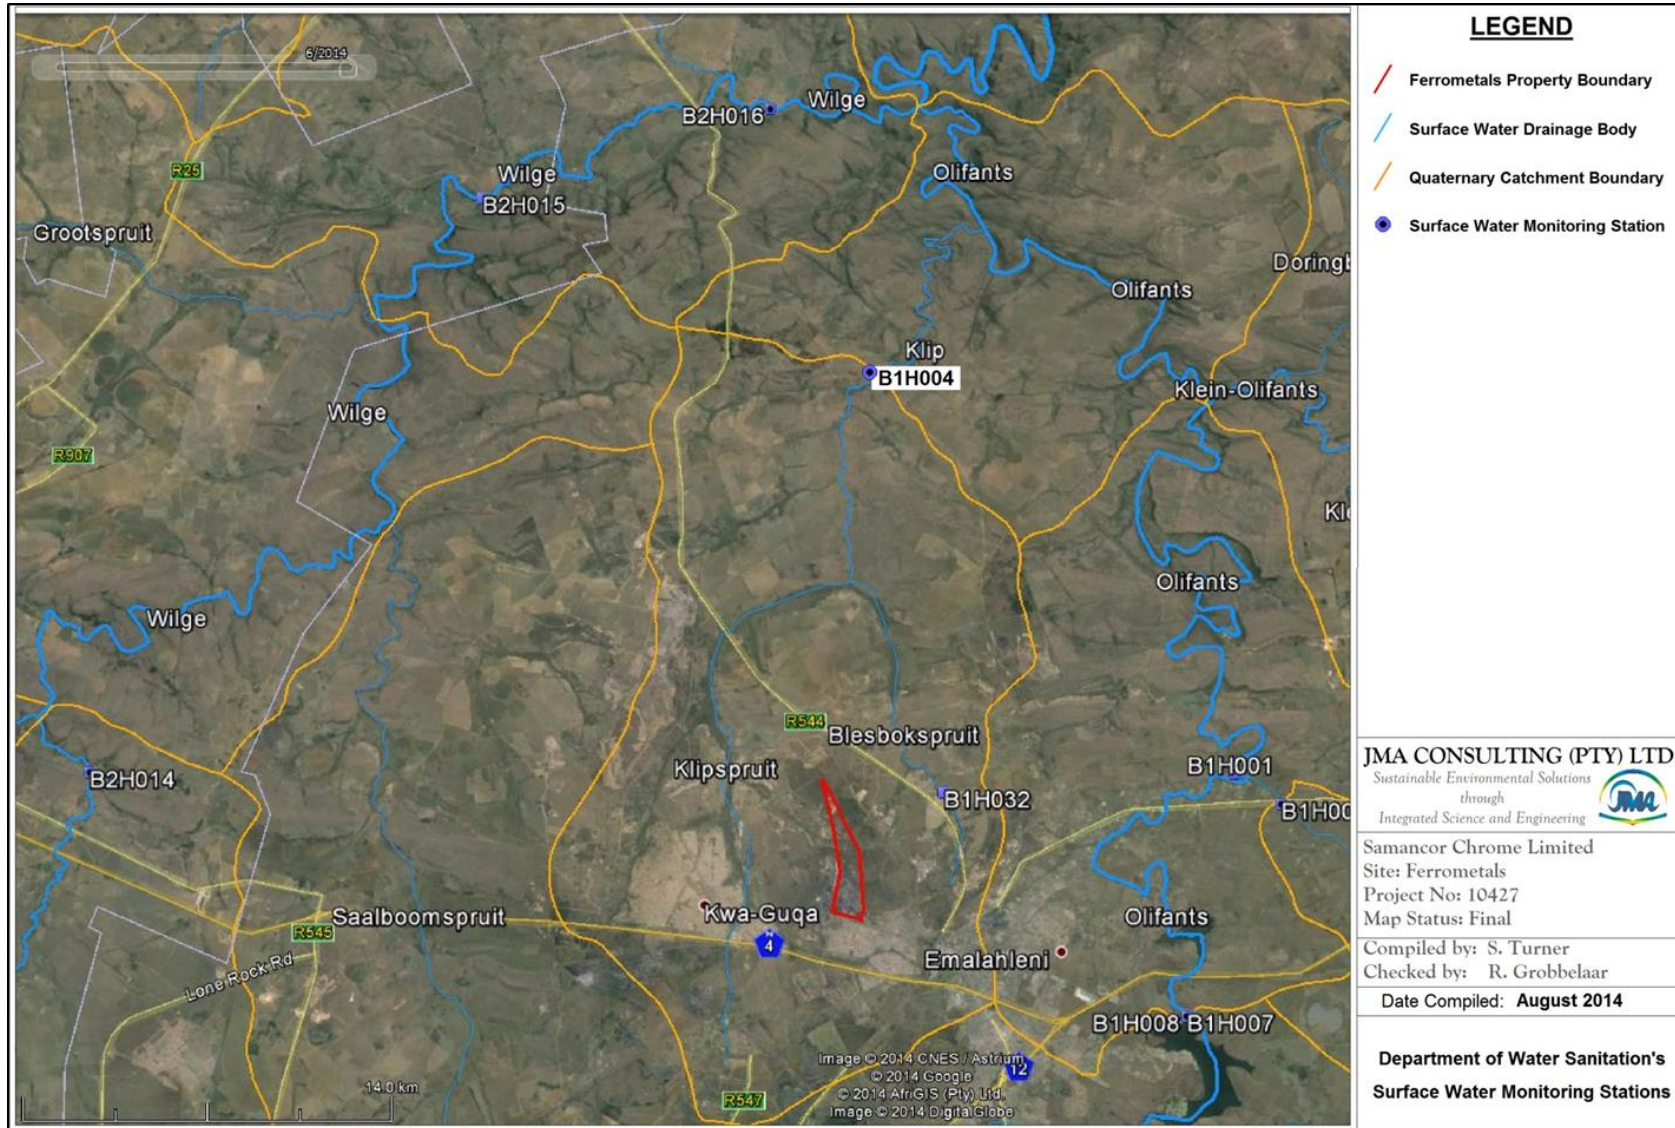 6/2014
Wilge
B2H016
R25
Wilge
Olifants
B2H015
Grootspruit
Olifants
Klip
B1H004
Klein-Olifants
Wilge
R907
Olifants
Wilge
R544
Blesbokspruit
Klipspruit
B1H001
B2H014
B1H032
B1H00
Saalboomspruit
Kwa-Guqa
Olifants
R545
4
Emalahleni
Lone Rock Rd
B1H008 B1H007
14.0 km
Image © 2014 CNES / Astrium
12
© 2014 Google
© 2014 AfriGIS (Pty) Ltd.
R547
Image © 2014 DigitalGlobe
LEGEND
Ferrometals Property Boundary
Surface Water Drainage Body
Quaternary Catchment Boundary
Surface Water Monitoring Station
JMA CONSULTING (PTY) LTD
Sustainable Environmental Solutions
through
Integrated Science and Engineering
JMA
Samancor Chrome Limited
Site: Ferrometals
Project No: 10427
Map Status: Final
Compiled by: S. Turner
Checked by: R. Grobbelaar
Date Compiled: August 2014
Department of Water Sanitation's
Surface Water Monitoring Stations